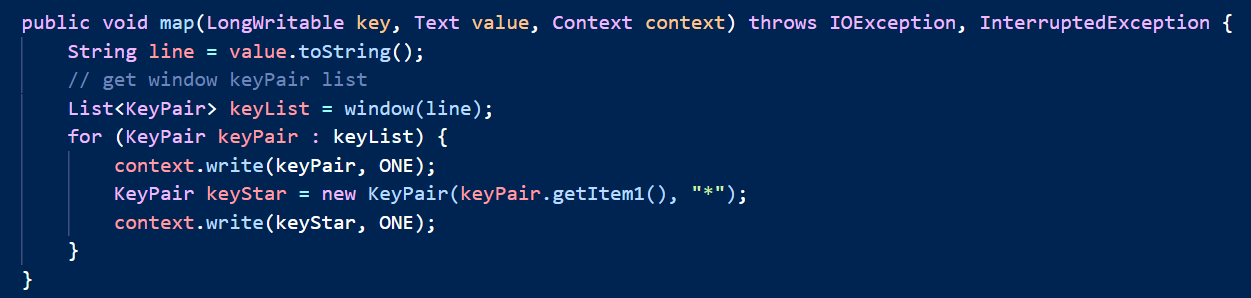 public void map(LongWritable key, Text value, Context context) throws IOException, InterruptedException {
    String line = value.toString();
    // get window keyPair list
    List<KeyPair> keyList = window(line);
    for (KeyPair keyPair : keyList) {
        context.write(keyPair, ONE);
        KeyPair keyStar = new KeyPair(keyPair.getItem1(), "*");
        context.write(keyStar, ONE);
    }
}